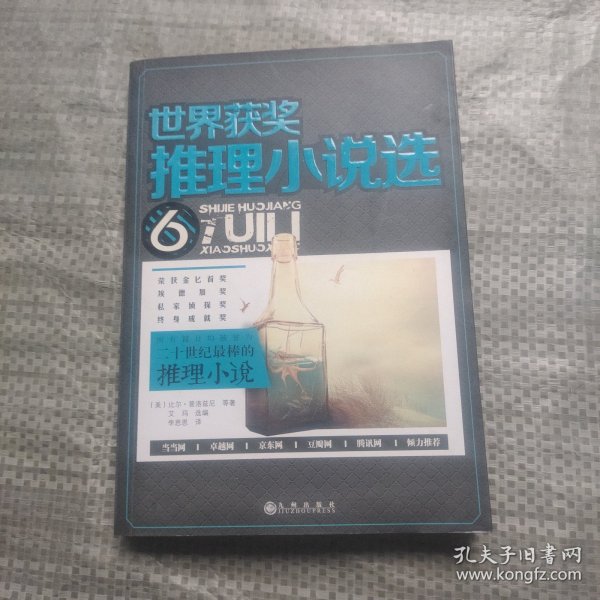 世界获奖
推理小说选
6
SHIJIE HUOJIANG
TUILI
XIAOSHUOXUAN
荣获金匕首奖
埃德加奖
私家侦探奖
终身成就奖
二十世纪最棒的
推理小说
（美）比尔·普洛兹尼 等著
艾玛 选编
李思思 译
当当网 | 卓越网 | 京东网 | 豆瓣网 | 腾讯网 | 倾力推荐
九州出版社
JIUZHOUPRESS
孔夫子旧书网
www.kongfz.com